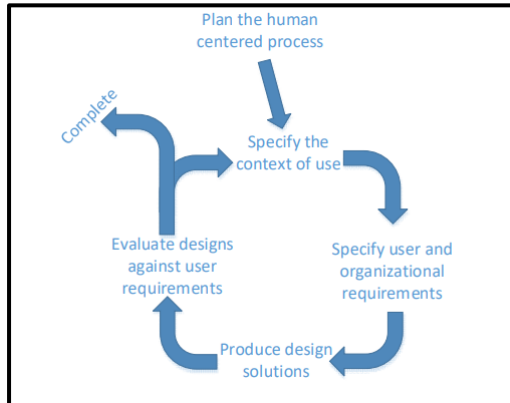 Plan the human
centered process
Complete
Specify the
context of use
Evaluate designs
against user
requirements
Specify user and
organizational
requirements
Produce design
solutions